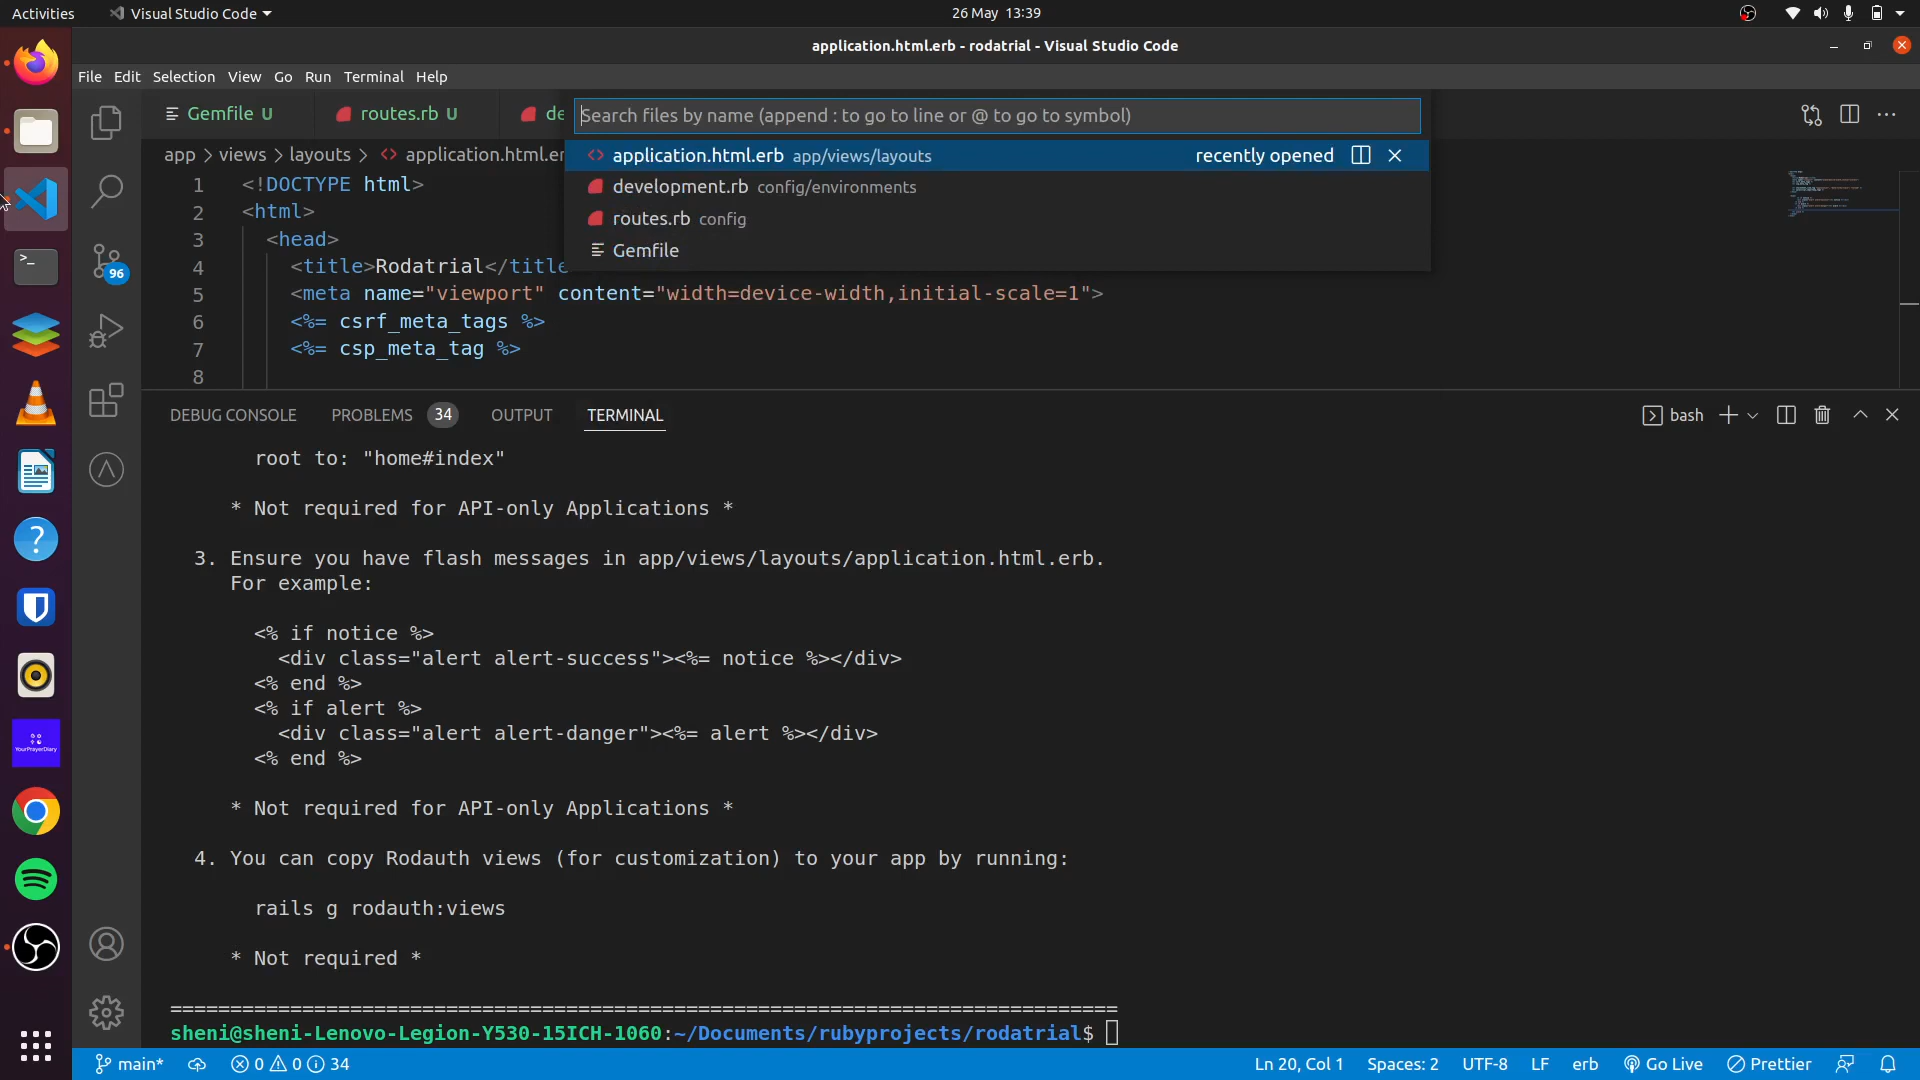 Activities Visual Studio Code 26 May 13:39
application.html.erb - rodatrial - Visual Studio Code
File Edit Selection View Go Run Terminal Help
Gemfile U routes.rb U de
Search files by name (append : to go to line or @ to go to symbol)
application.html.erb app/views/layouts recently opened
development.rb config/environments
routes.rb config
Gemfile
app > views > layouts > application.html.er
1 <!DOCTYPE html>
2 <html>
3 <head>
4 <title>Rodatrial</title
5 <meta name="viewport" content="width=device-width,initial-scale=1">
6 <%= csrf_meta_tags %>
7 <%= csp_meta_tag %>
8
96
DEBUG CONSOLE PROBLEMS 34 OUTPUT TERMINAL bash
root to: "home#index"
* Not required for API-only Applications *
3. Ensure you have flash messages in app/views/layouts/application.html.erb.
For example:
<% if notice %>
<div class="alert alert-success"><%= notice %></div>
<% end %>
<% if alert %>
<div class="alert alert-danger"><%= alert %></div>
<% end %>
* Not required for API-only Applications *
4. You can copy Rodauth views (for customization) to your app by running:
rails g rodauth:views
* Not required *
===============================================================================
sheni@sheni-Lenovo-Legion-Y530-15ICH-1060:~/Documents/rubyprojects/rodatrial$
YourPrayerDiary
main* 0 0 34 Ln 20, Col 1 Spaces: 2 UTF-8 LF erb Go Live Prettier